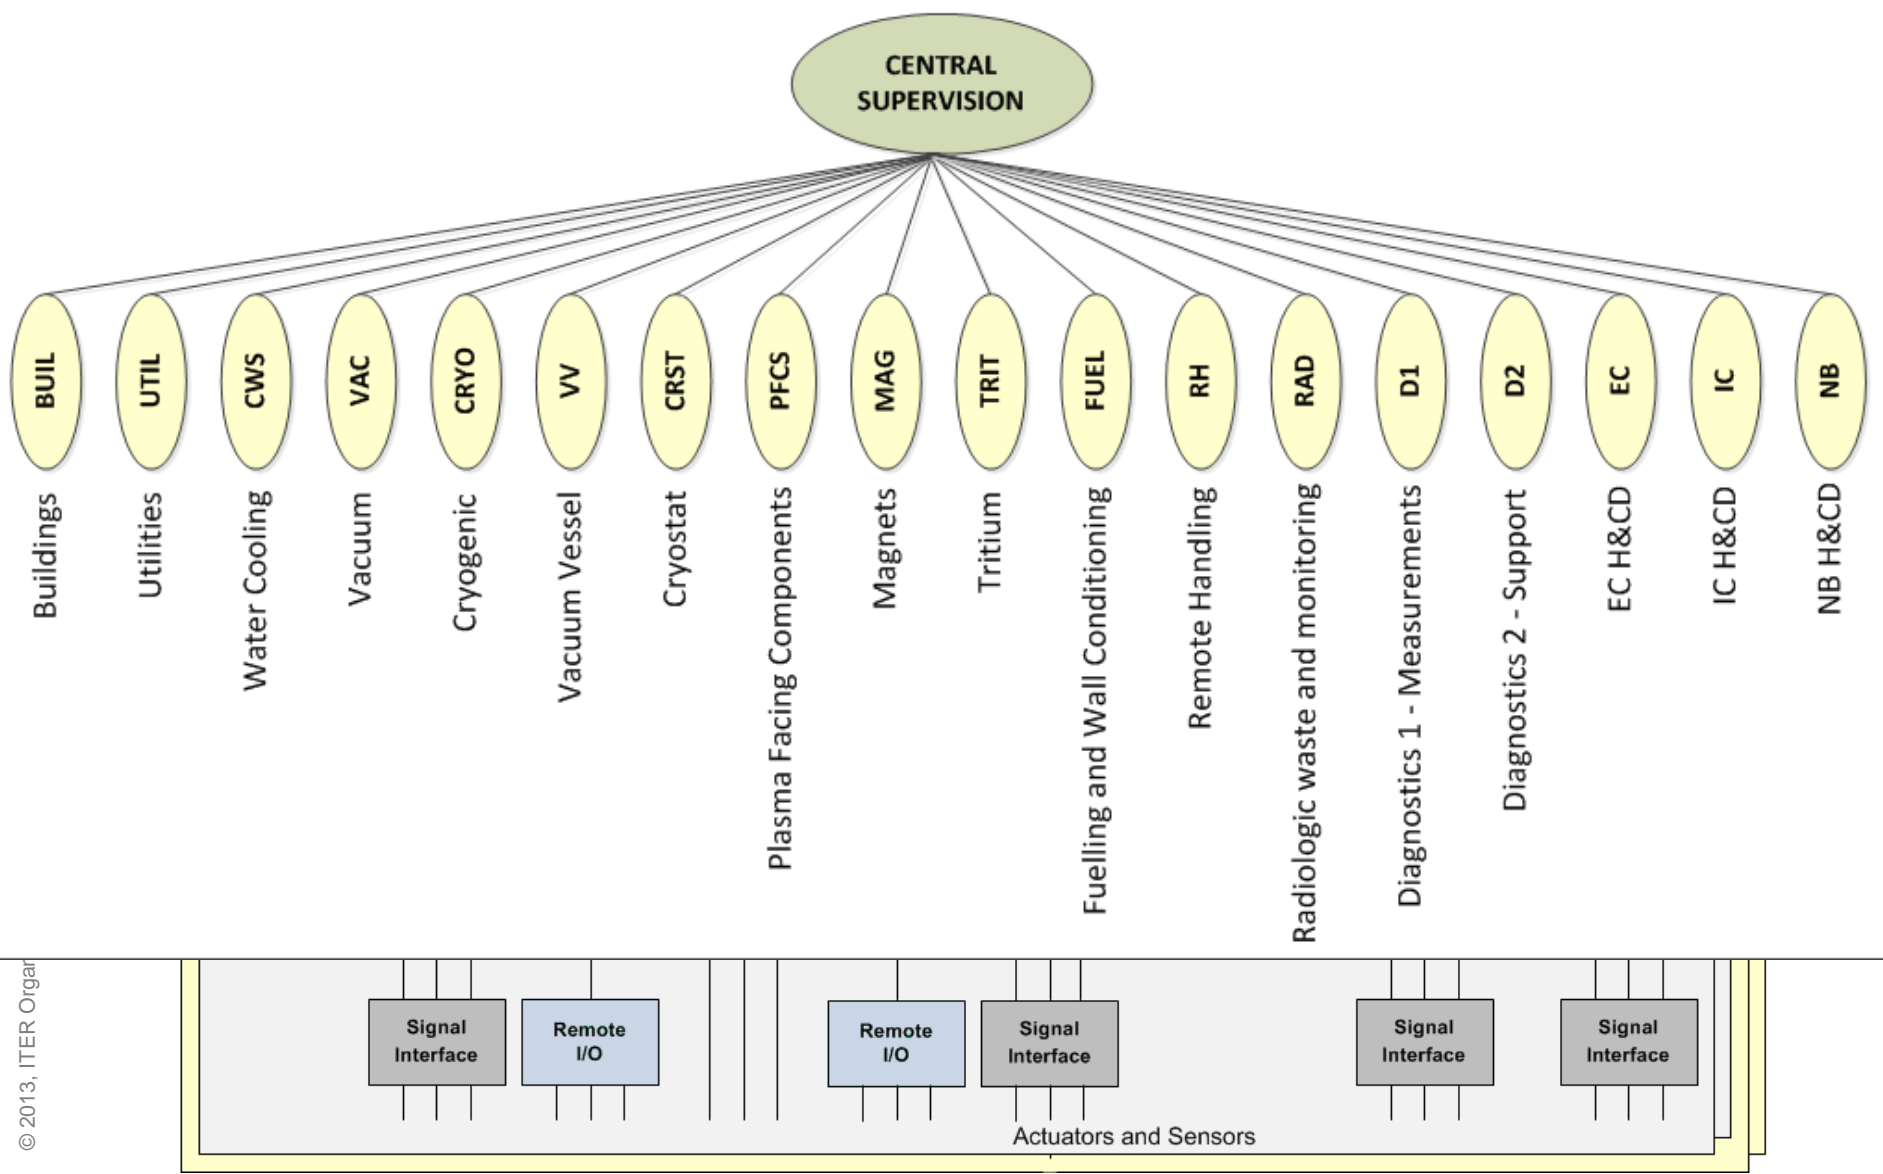 CENTRAL
SUPERVISION
BUIL
UTIL
CWS
VAC
CRYO
VV
CRST
PFCS
MAG
TRIT
FUEL
RH
RAD
D1
D2
EC
IC
NB
Buildings
Utilities
Water Cooling
Vacuum
Cryogenic
Vacuum Vessel
Cryostat
Plasma Facing Components
Magnets
Tritium
Fuelling and Wall Conditioning
Remote Handling
Radiologic waste and monitoring
Diagnostics 1 - Measurements
Diagnostics 2 - Support
EC H&CD
IC H&CD
NB H&CD
Signal
Interface
Remote
I/O
Remote
I/O
Signal
Interface
Signal
Interface
Signal
Interface
Actuators and Sensors
© 2013, ITER